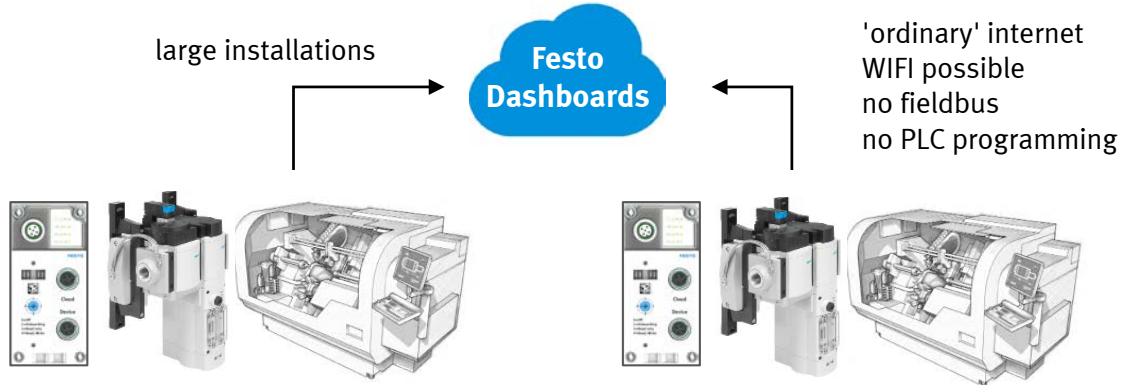 large installations
Festo
Dashboards
'ordinary' internet
WIFI possible
no fieldbus
no PLC programming
FESTO
Cloud
Device
FESTO
Cloud
Device